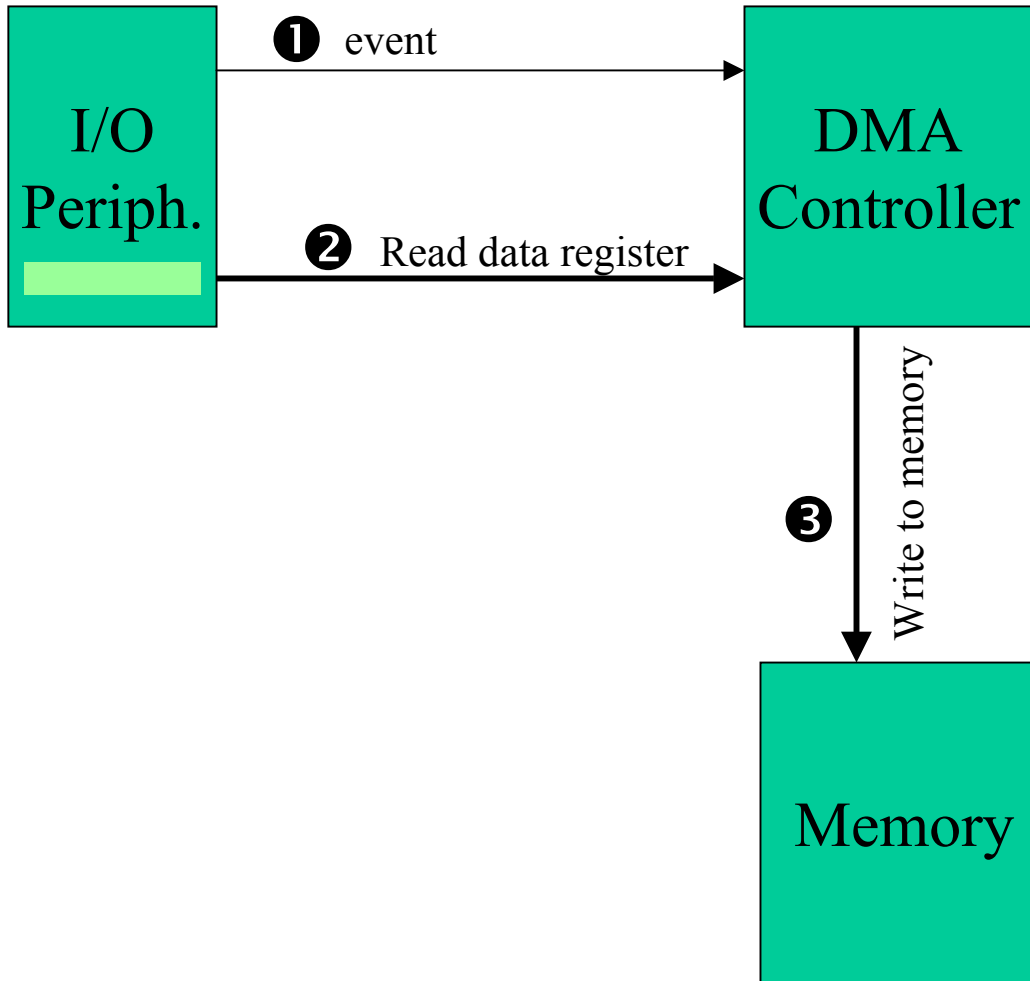 ❶ event
I/O
Periph.
DMA
Controller
❷ Read data register
❸
Write to memory
Memory